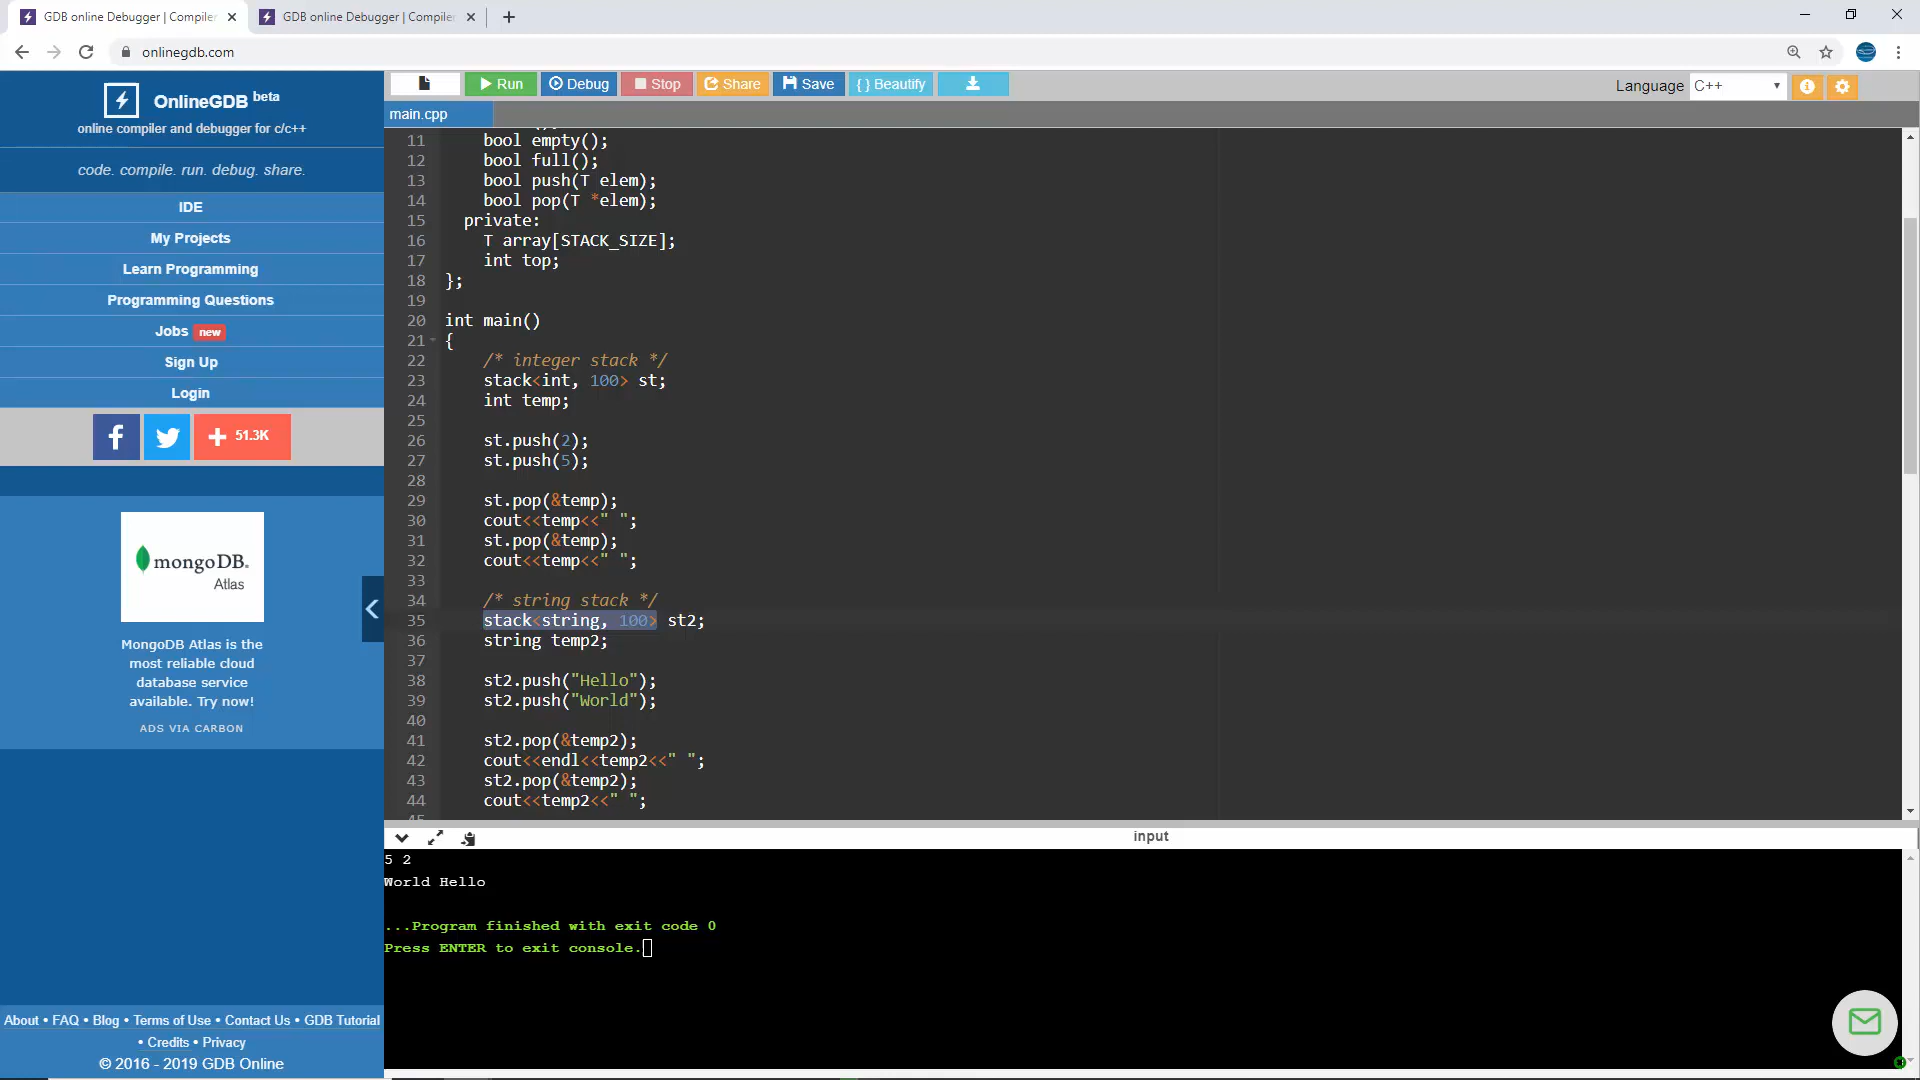 GDB online Debugger | Compiler
GDB online Debugger | Compiler
onlinegdb.com
OnlineGDB beta
online compiler and debugger for c/c++
code. compile. run. debug. share.
IDE
My Projects
Learn Programming
Programming Questions
Jobs new
Sign Up
Login
51.3K
mongoDB.
Atlas
MongoDB Atlas is the
most reliable cloud
database service
available. Try now!
ADS VIA CARBON
About • FAQ • Blog • Terms of Use • Contact Us • GDB Tutorial
• Credits • Privacy
© 2016 - 2019 GDB Online
Run Debug Stop Share Save { } Beautify
Language C++
main.cpp
11 bool empty();
12 bool full();
13 bool push(T elem);
14 bool pop(T *elem);
15 private:
16 T array[STACK_SIZE];
17 int top;
18 };
19
20 int main()
21 {
22 /* integer stack */
23 stack<int, 100> st;
24 int temp;
25
26 st.push(2);
27 st.push(5);
28
29 st.pop(&temp);
30 cout<<temp<<" ";
31 st.pop(&temp);
32 cout<<temp<<" ";
33
34 /* string stack */
35 stack<string, 100> st2;
36 string temp2;
37
38 st2.push("Hello");
39 st2.push("World");
40
41 st2.pop(&temp2);
42 cout<<endl<<temp2<<" ";
43 st2.pop(&temp2);
44 cout<<temp2<<" ";
input
5 2
World Hello
...Program finished with exit code 0
Press ENTER to exit console.